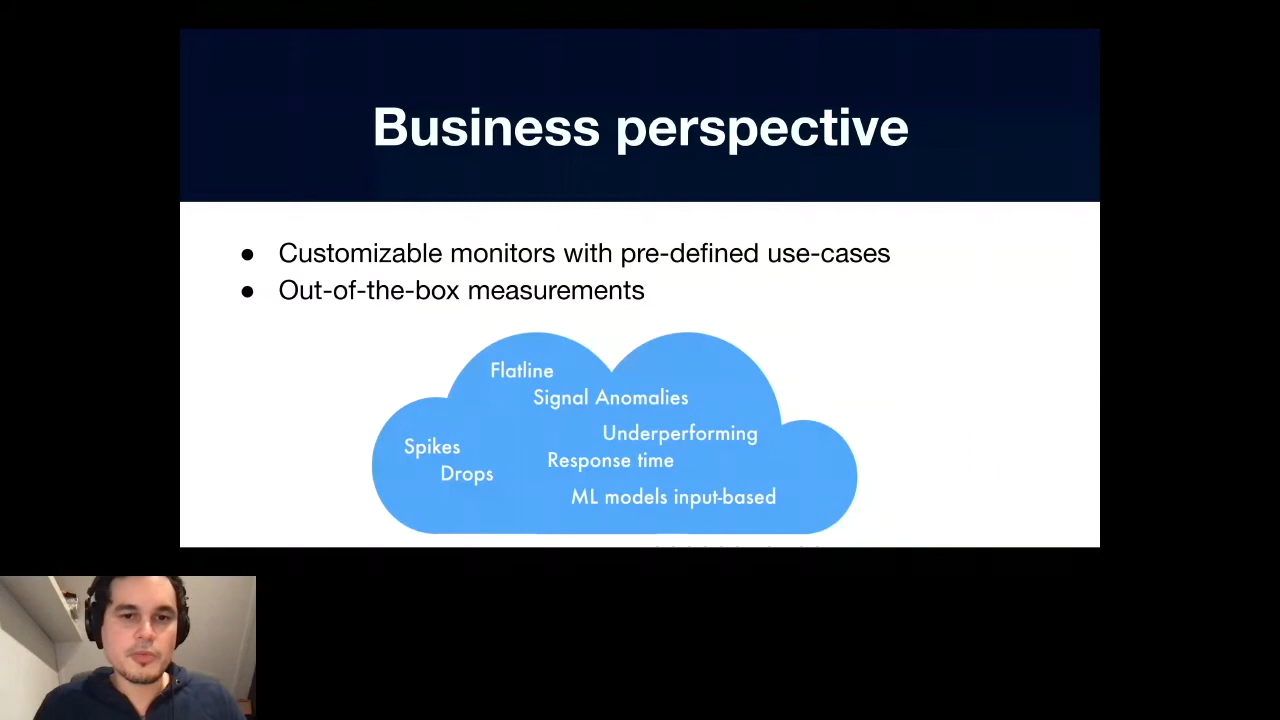 Business perspective
● Customizable monitors with pre-defined use-cases
● Out-of-the-box measurements
Flatline
Signal Anomalies
Underperforming
Spikes
Response time
Drops
ML models input-based